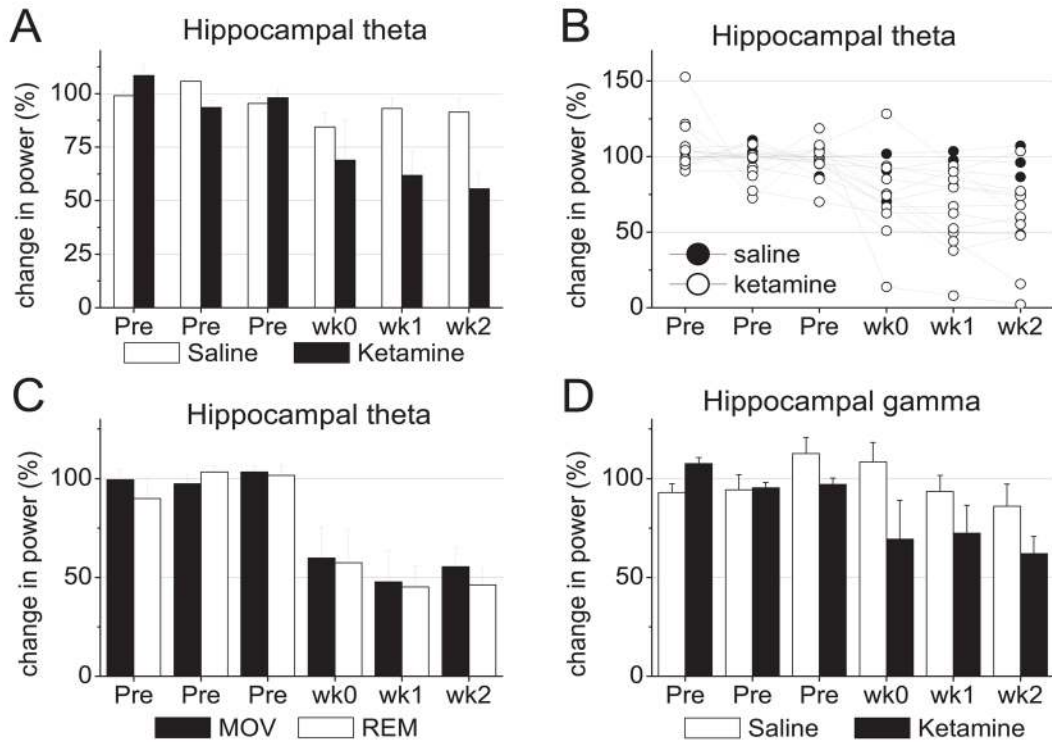 A
Hippocampal theta
change in power (%)
100
75
50
25
0
Pre Pre Pre wk0 wk1 wk2
Saline Ketamine
B
Hippocampal theta
change in power (%)
150
100
50
0
saline
ketamine
Pre Pre Pre wk0 wk1 wk2
C
Hippocampal theta
change in power (%)
100
50
0
Pre Pre Pre wk0 wk1 wk2
MOV REM
D
Hippocampal gamma
change in power (%)
100
50
0
Pre Pre Pre wk0 wk1 wk2
Saline Ketamine